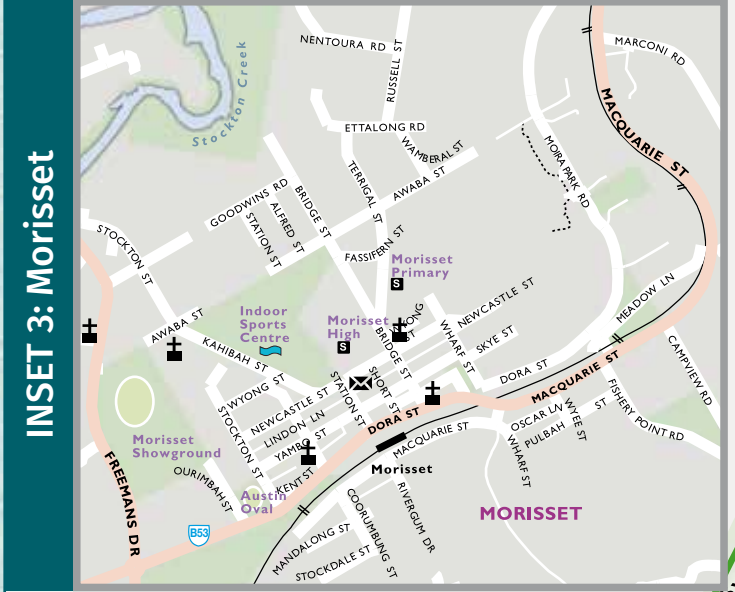 INSET 3: Morisset
NENTOURA RD
RUSSELL ST
MARCONI RD
Stockton Creek
MACQUARIE ST
ETTALONG RD
WAMBERAL ST
MOIRA PARK RD
TERRIGAL ST
AWABA ST
GOODWINS RD
BRIDGE ST
ALFRED ST
STATION ST
STOCKTON ST
FASSIFERN ST
Morisset
Primary
S
MEADOW LN
NEWCASTLE ST
Indoor
Sports
Centre
Morisset
High
S
AWABA ST
KAHIBAH ST
BRIDGE ST
WHARF ST
SKYE ST
CAMPVIEW RD
DORA ST
MACQUARIE ST
WYONG ST
STATION ST
SHORT ST
NEWCASTLE ST
STOCKTON ST
LINDON LN
DORA ST
FISHERY POINT RD
WYEE ST
OSCAR LN
PULBAH ST
YAMBO ST
MACQUARIE ST
WHARF ST
Morisset
Showground
Morisset
FREEMANS DR
OURIMBAH ST
KENT ST
Austin
Oval
COORUMBUNG ST
RIVERGUM DR
MORISSET
B53
MANDALONG ST
STOCKDALE ST